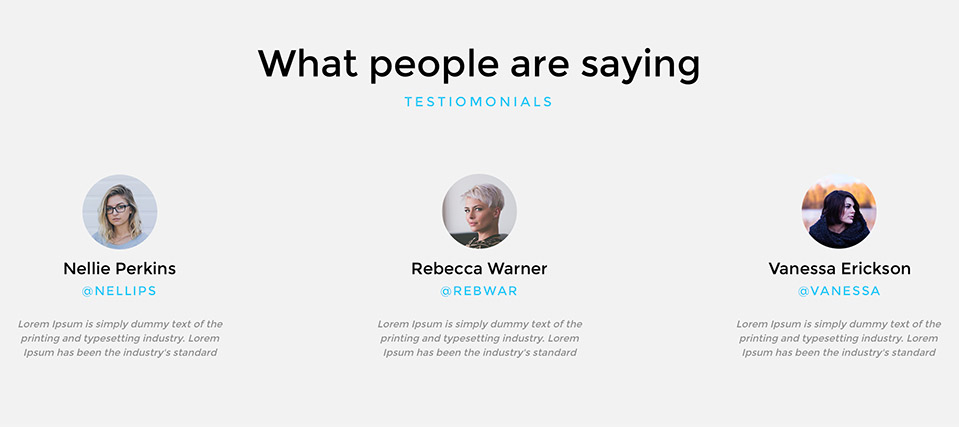 What people are saying
TESTIOMONIALS
Nellie Perkins
@NELLIPS
Lorem Ipsum is simply dummy text of the
printing and typesetting industry. Lorem
Ipsum has been the industry's standard
Rebecca Warner
@REBWAR
Lorem Ipsum is simply dummy text of the
printing and typesetting industry. Lorem
Ipsum has been the industry's standard
Vanessa Erickson
@VANESSA
Lorem Ipsum is simply dummy text of the
printing and typesetting industry. Lorem
Ipsum has been the industry's standard